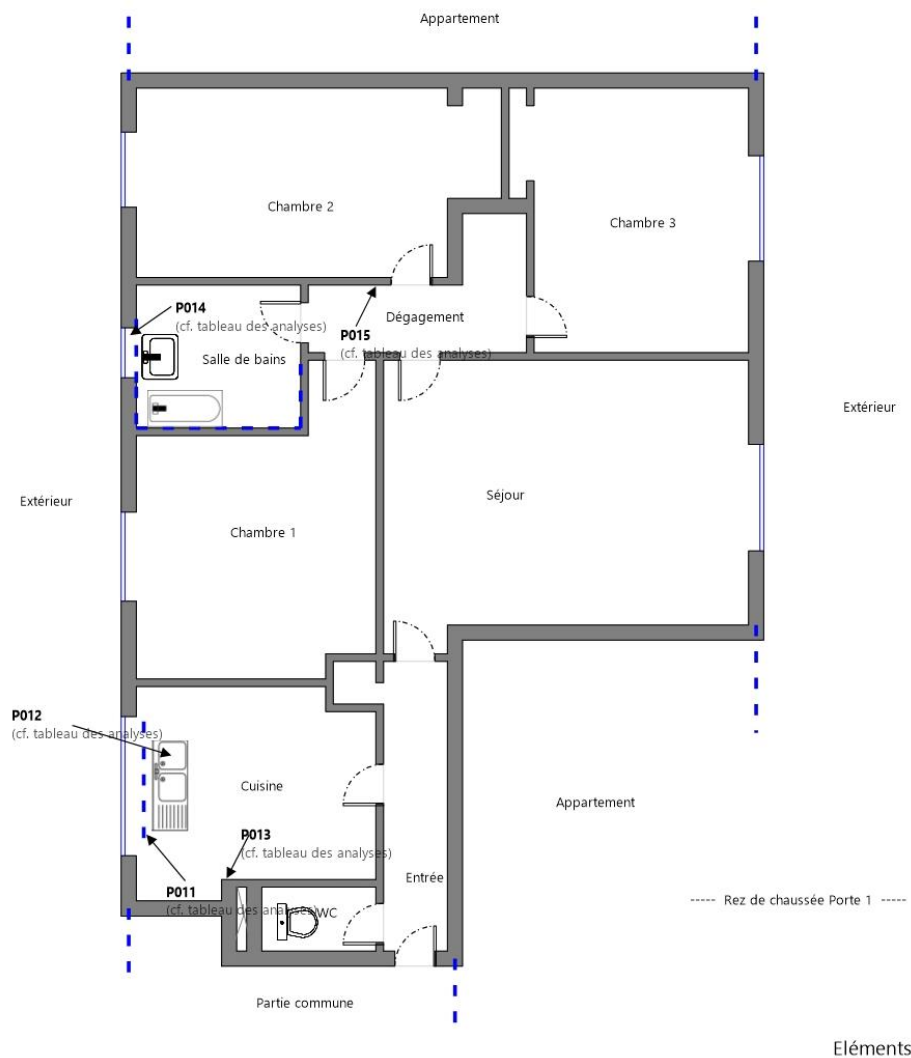 Appartement
Chambre 2
Chambre 3
P014
(cf. tableau des analyses)
Dégagement
P015
(cf. tableau des analyses)
Salle de bains
Extérieur
Séjour
Extérieur
Chambre 1
P012
(cf. tableau des analyses)
Cuisine
Appartement
P013
(cf. tableau des analyses)
Entrée
P011
(cf. tableau des analyses)
WC
----- Rez de chaussée Porte 1 -----
Partie commune
Eléments